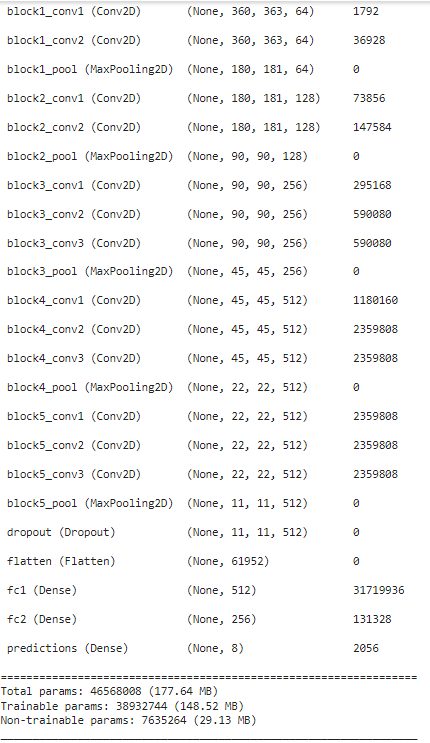 block1_conv1 (Conv2D) (None, 360, 363, 64) 1792
block1_conv2 (Conv2D) (None, 360, 363, 64) 36928
block1_pool (MaxPooling2D) (None, 180, 181, 64) 0
block2_conv1 (Conv2D) (None, 180, 181, 128) 73856
block2_conv2 (Conv2D) (None, 180, 181, 128) 147584
block2_pool (MaxPooling2D) (None, 90, 90, 128) 0
block3_conv1 (Conv2D) (None, 90, 90, 256) 295168
block3_conv2 (Conv2D) (None, 90, 90, 256) 590080
block3_conv3 (Conv2D) (None, 90, 90, 256) 590080
block3_pool (MaxPooling2D) (None, 45, 45, 256) 0
block4_conv1 (Conv2D) (None, 45, 45, 512) 1180160
block4_conv2 (Conv2D) (None, 45, 45, 512) 2359808
block4_conv3 (Conv2D) (None, 45, 45, 512) 2359808
block4_pool (MaxPooling2D) (None, 22, 22, 512) 0
block5_conv1 (Conv2D) (None, 22, 22, 512) 2359808
block5_conv2 (Conv2D) (None, 22, 22, 512) 2359808
block5_conv3 (Conv2D) (None, 22, 22, 512) 2359808
block5_pool (MaxPooling2D) (None, 11, 11, 512) 0
dropout (Dropout) (None, 11, 11, 512) 0
flatten (Flatten) (None, 61952) 0
fc1 (Dense) (None, 512) 31719936
fc2 (Dense) (None, 256) 131328
predictions (Dense) (None, 8) 2056
=================================================================
Total params: 46568008 (177.64 MB)
Trainable params: 38932744 (148.52 MB)
Non-trainable params: 7635264 (29.13 MB)
_________________________________________________________________